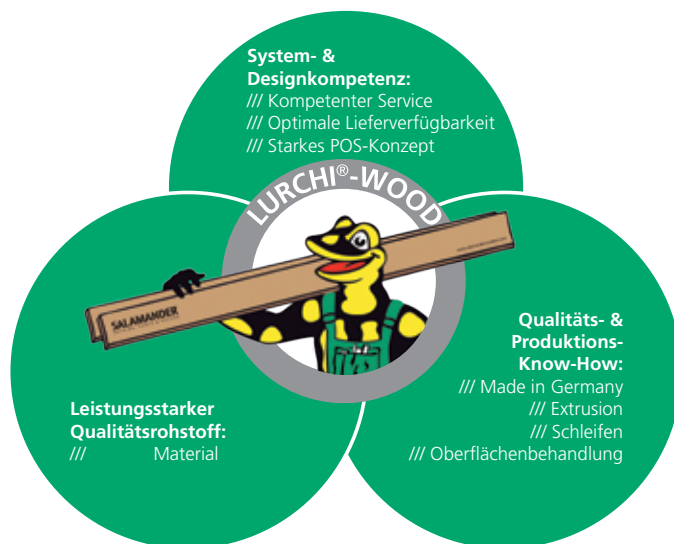 System- &
Designkompetenz:
/// Kompetenter Service
/// Optimale Lieferverfügbarkeit
/// Starkes POS-Konzept
LURCHI®-WOOD
SALAMANDER
Qualitäts- &
Produktions-
Know-How:
/// Made in Germany
/// Extrusion
/// Schleifen
/// Oberflächenbehandlung
Leistungsstarker
Qualitätsrohstoff:
/// Material